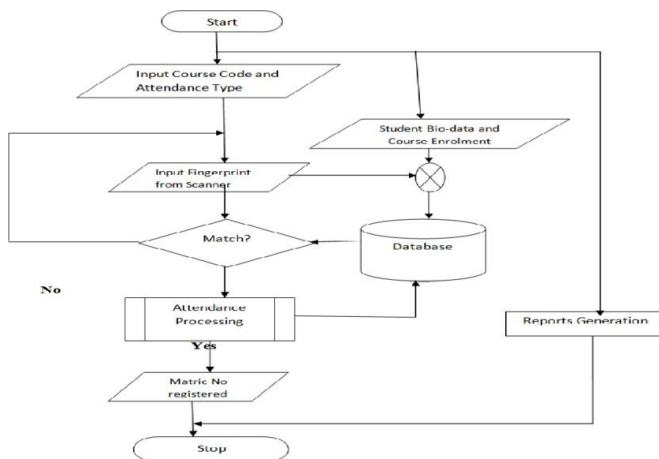 Start
Input Course Code and
Attendance Type
Student Bio-data and
Course Enrolment
Input Fingerprint
from Scanner
Match?
Database
No
Attendance
Processing
Reports Generation
Yes
Matric No
registered
Stop